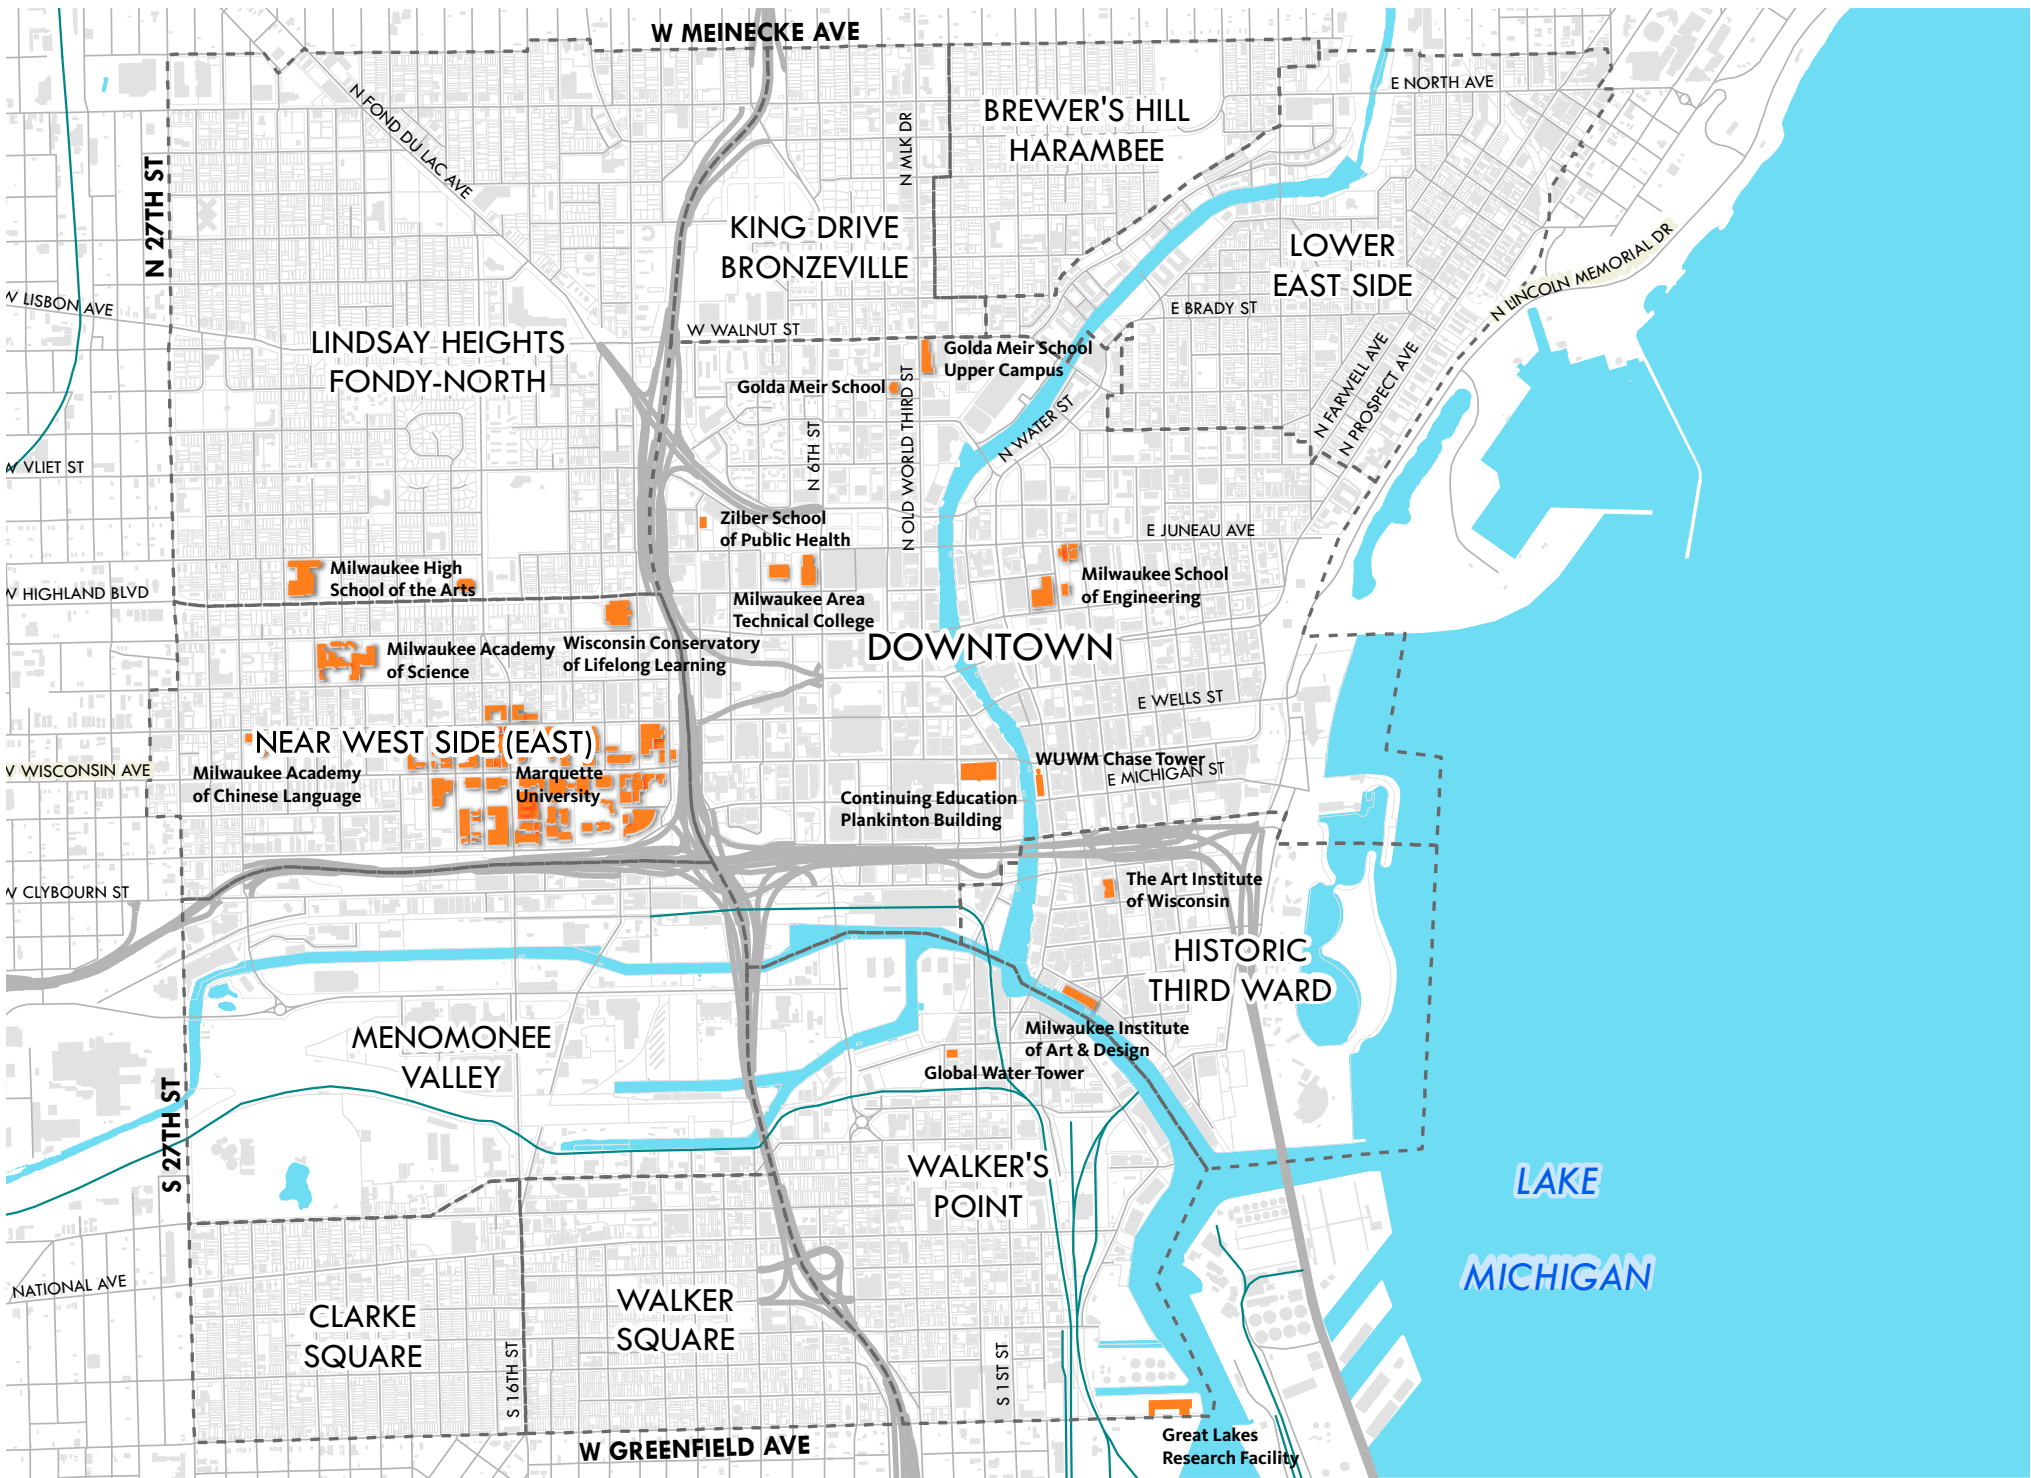 W MEINECKE AVE
E NORTH AVE
N FOND DU LAC AVE
N MLK DR
BREWER'S HILL
HARAMBEE
N 27TH ST
KING DRIVE
BRONZEVILLE
LOWER
EAST SIDE
N LINCOLN MEMORIAL DR
W LISBON AVE
E BRADY ST
W WALNUT ST
LINDSAY HEIGHTS
FONDY-NORTH
Golda Meir School
Upper Campus
Golda Meir School
N FARWELL AVE
N PROSPECT AVE
N WATER ST
N 6TH ST
N OLD WORLD THIRD ST
W VLIET ST
Zilber School
of Public Health
E JUNEAU AVE
Milwaukee High
School of the Arts
W HIGHLAND BLVD
Milwaukee Area
Technical College
Milwaukee School
of Engineering
DOWNTOWN
Milwaukee Academy
of Science
Wisconsin Conservatory
of Lifelong Learning
E WELLS ST
NEAR WEST SIDE (EAST)
W WISCONSIN AVE
Milwaukee Academy
of Chinese Language
Marquette
University
WUWM Chase Tower
E MICHIGAN ST
Continuing Education
Plankinton Building
W CLYBOURN ST
The Art Institute
of Wisconsin
HISTORIC
THIRD WARD
MENOMONEE
VALLEY
Milwaukee Institute
of Art & Design
Global Water Tower
S 27TH ST
WALKER'S
POINT
LAKE
MICHIGAN
NATIONAL AVE
CLARKE
SQUARE
WALKER
SQUARE
S 16TH ST
S 1ST ST
W GREENFIELD AVE
Great Lakes
Research Facility